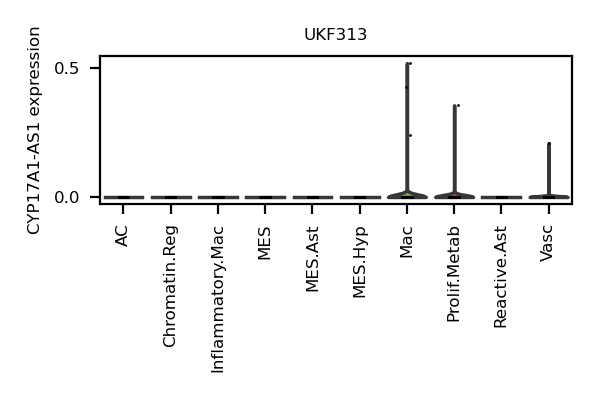 UKF313
CYP17A1-AS1 expression
0.5
0.0
AC
Chromatin.Reg
Inflammatory.Mac
MES
MES.Ast
MES.Hyp
Mac
Prolif.Metab
Reactive.Ast
Vasc